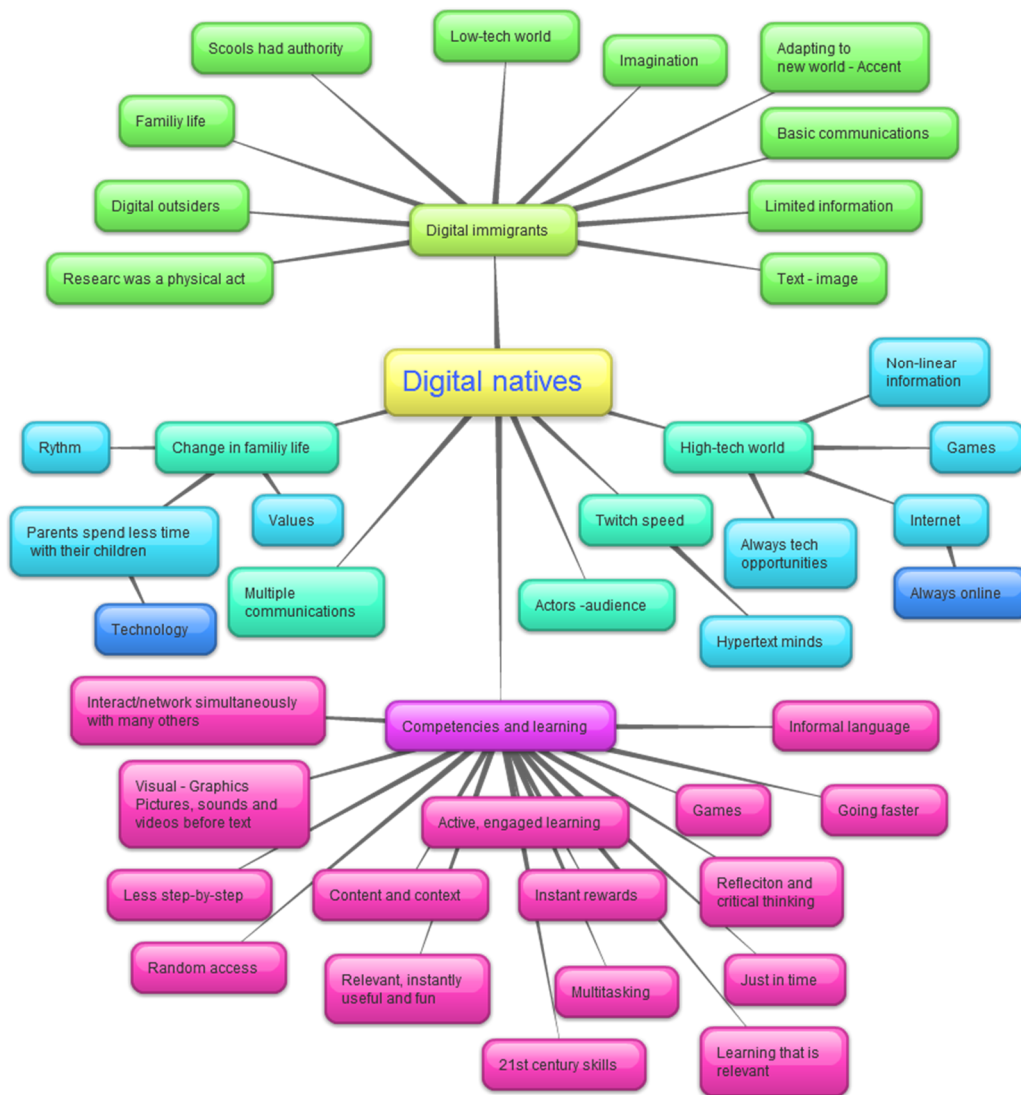 Scools had authority
Low-tech world
Imagination
Adapting to
new world - Accent
Familiy life
Basic communications
Digital outsiders
Limited information
Digital immigrants
Researc was a physical act
Text - image
Digital natives
Non-linear
information
Rythm
Change in familiy life
High-tech world
Games
Parents spend less time
with their children
Values
Twitch speed
Internet
Always tech
opportunities
Multiple
communications
Actors -audience
Always online
Technology
Hypertext minds
Interact/network simultaneously
with many others
Competencies and learning
Informal language
Visual - Graphics
Pictures, sounds and
videos before text
Active, engaged learning
Games
Going faster
Less step-by-step
Content and context
Instant rewards
Refleciton and
critical thinking
Random access
Relevant, instantly
useful and fun
Multitasking
Just in time
21st century skills
Learning that is
relevant